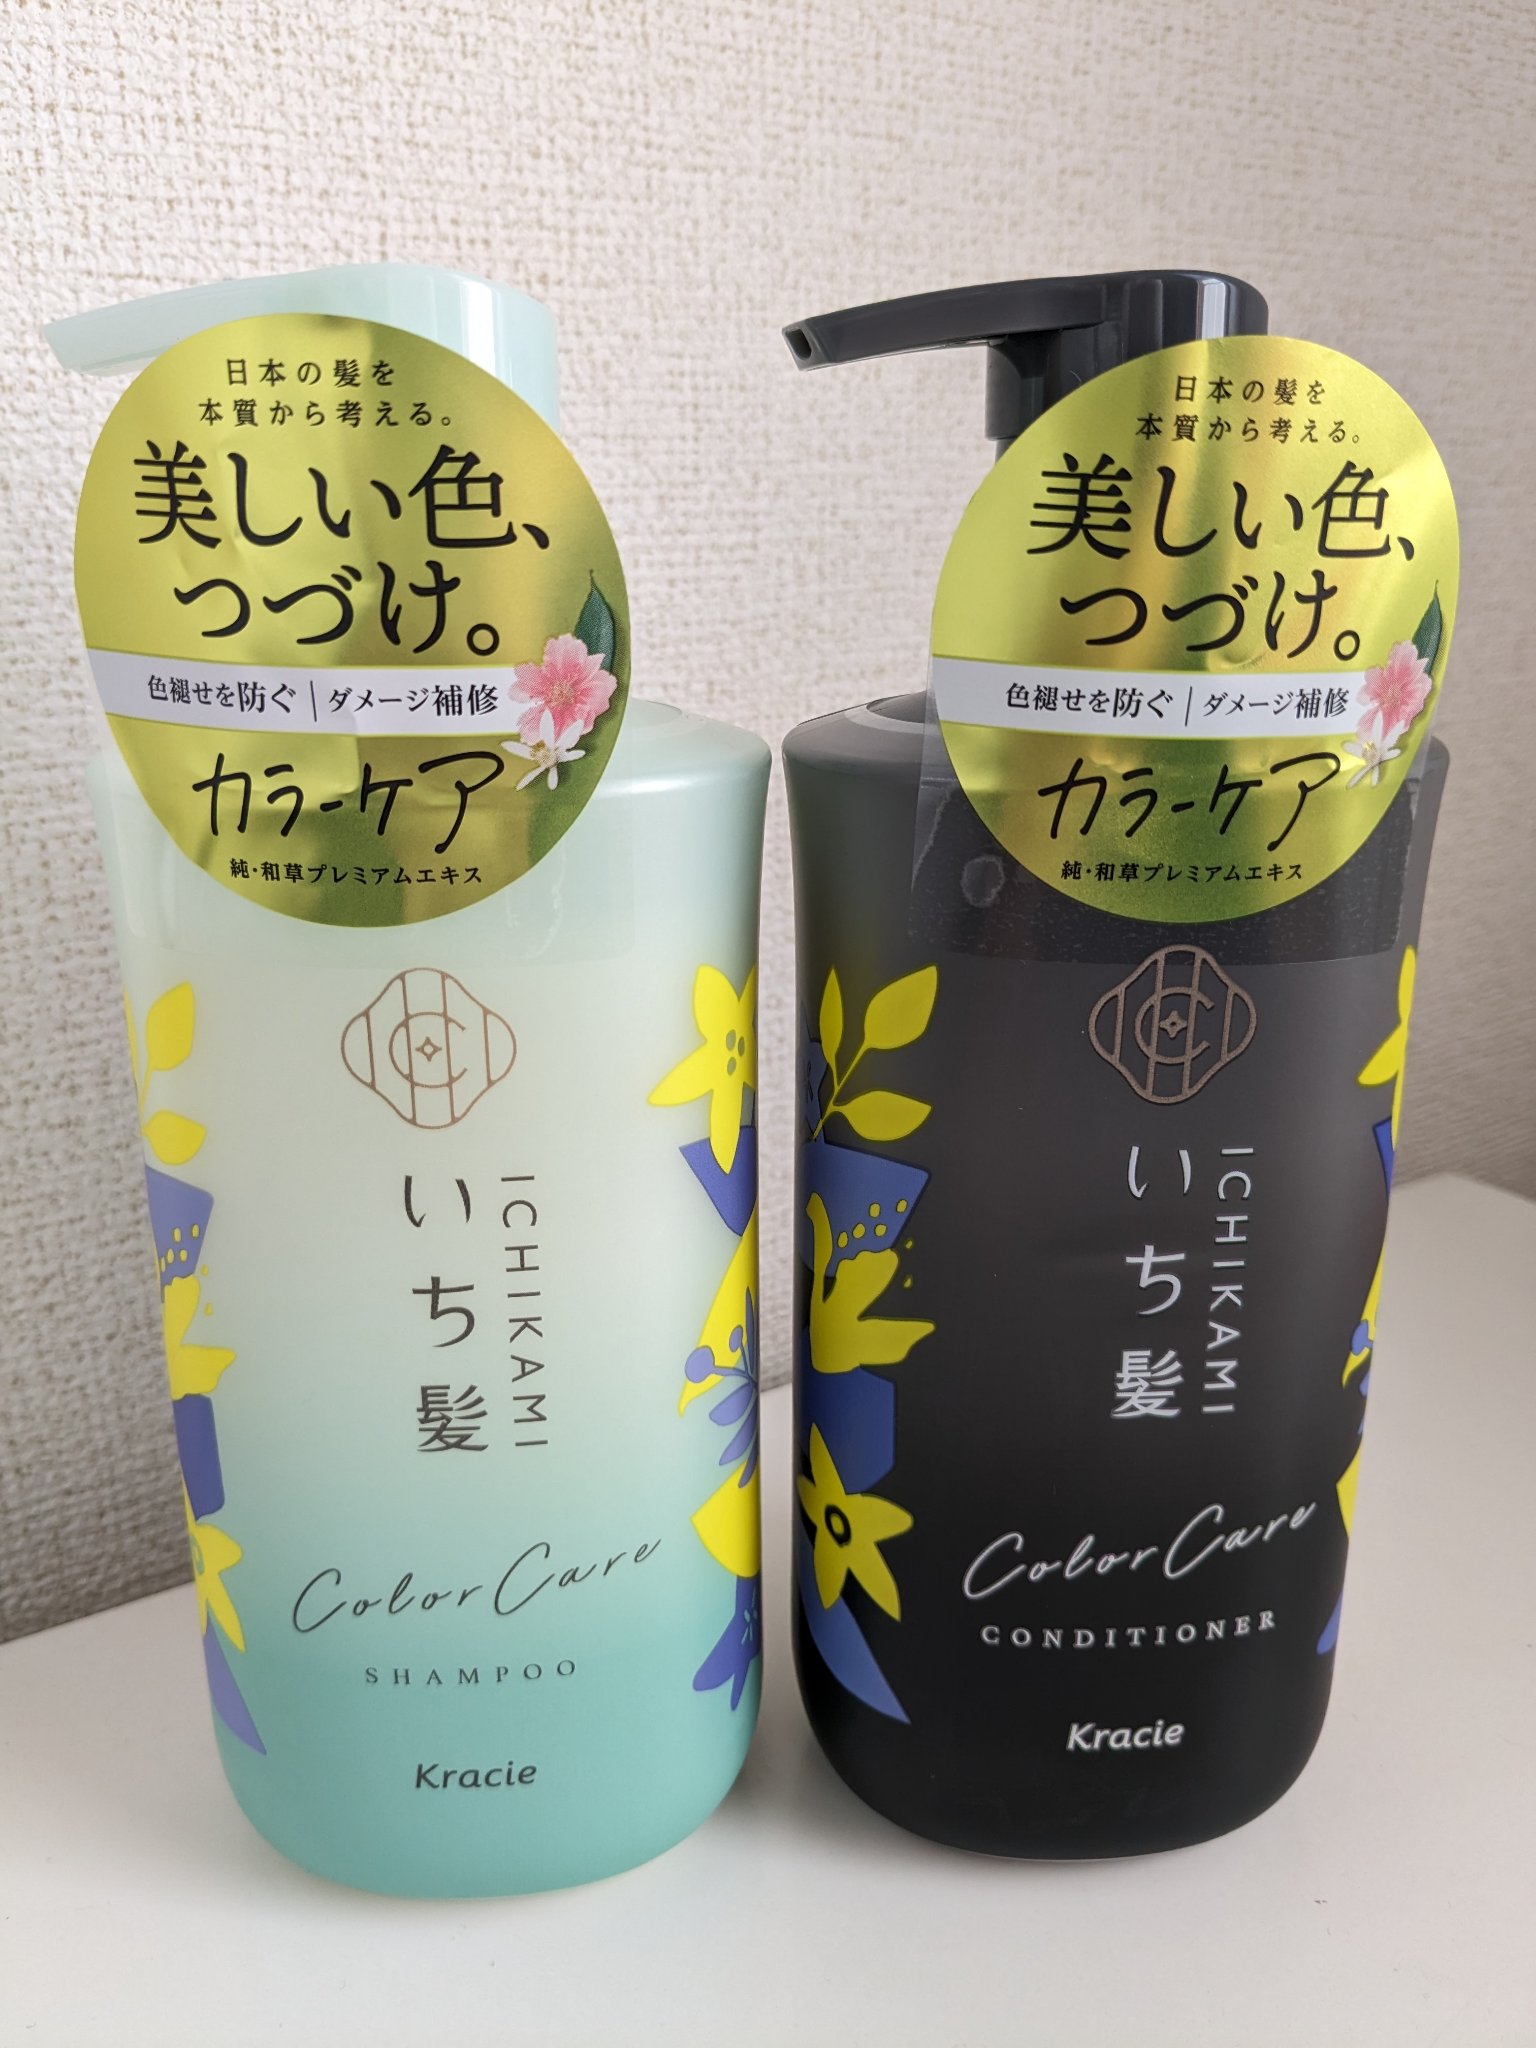 日本の髪を
本質から考える。
美しい色、
つづけ。
色褪せを防ぐ | ダメージ補修
カラーケア
純・和草プレミアムエキス
いち髪
ICHIKAMI
Color Care
SHAMPOO
Kracie
日本の髪を
本質から考える。
美しい色、
つづけ。
色褪せを防ぐ | ダメージ補修
カラーケア
純・和草プレミアムエキス
いち髪
ICHIKAMI
Color Care
CONDITIONER
Kracie